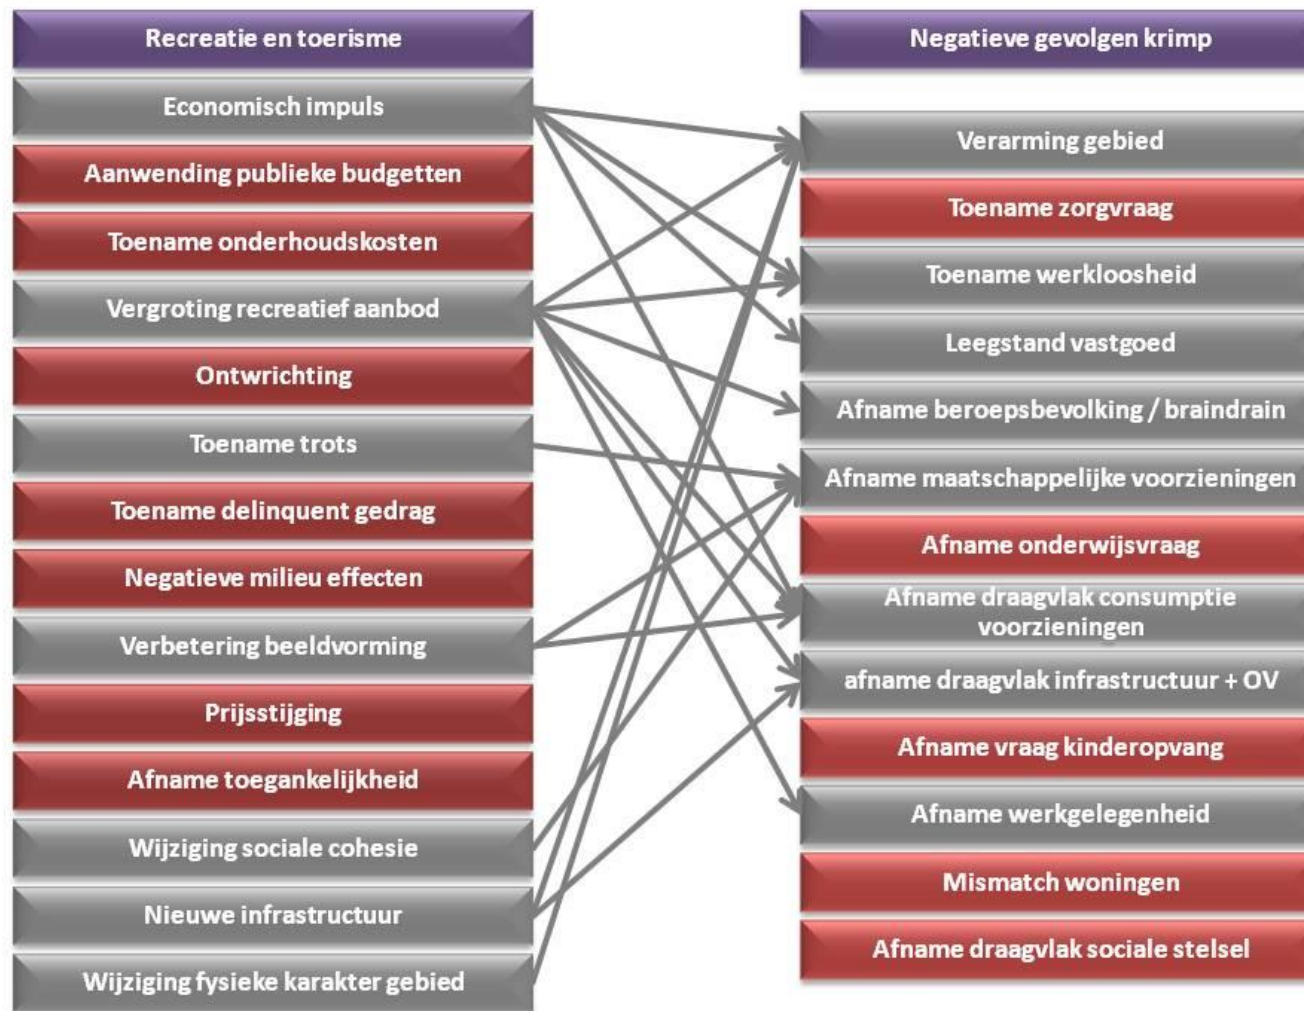 Recreatie en toerisme
Economisch impuls
Aanwending publieke budgetten
Toename onderhoudskosten
Vergroting recreatief aanbod
Ontwrichting
Toename trots
Toename delinquent gedrag
Negatieve milieu effecten
Verbetering beeldvorming
Prijsstijging
Afname toegankelijkheid
Wijziging sociale cohesie
Nieuwe infrastructuur
Wijziging fysieke karakter gebied
Negatieve gevolgen krimp
Verarming gebied
Toename zorgvraag
Toename werkloosheid
Leegstand vastgoed
Afname beroepsbevolking / braindrain
Afname maatschappelijke voorzieningen
Afname onderwijsvraag
Afname draagvlak consumptie
voorzieningen
afname draagvlak infrastructuur + OV
Afname vraag kinderopvang
Afname werkgelegenheid
Mismatch woningen
Afname draagvlak sociale stelsel